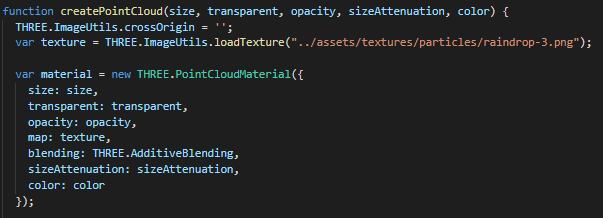 function createPointCloud(size, transparent, opacity, sizeAttenuation, color) {
THREE.ImageUtils.crossOrigin = '';
var texture = THREE.ImageUtils.loadTexture("../assets/textures/particles/raindrop-3.png");
var material = new THREE.PointCloudMaterial({
size: size,
transparent: transparent,
opacity: opacity,
map: texture,
blending: THREE.AdditiveBlending,
sizeAttenuation: sizeAttenuation,
color: color
});